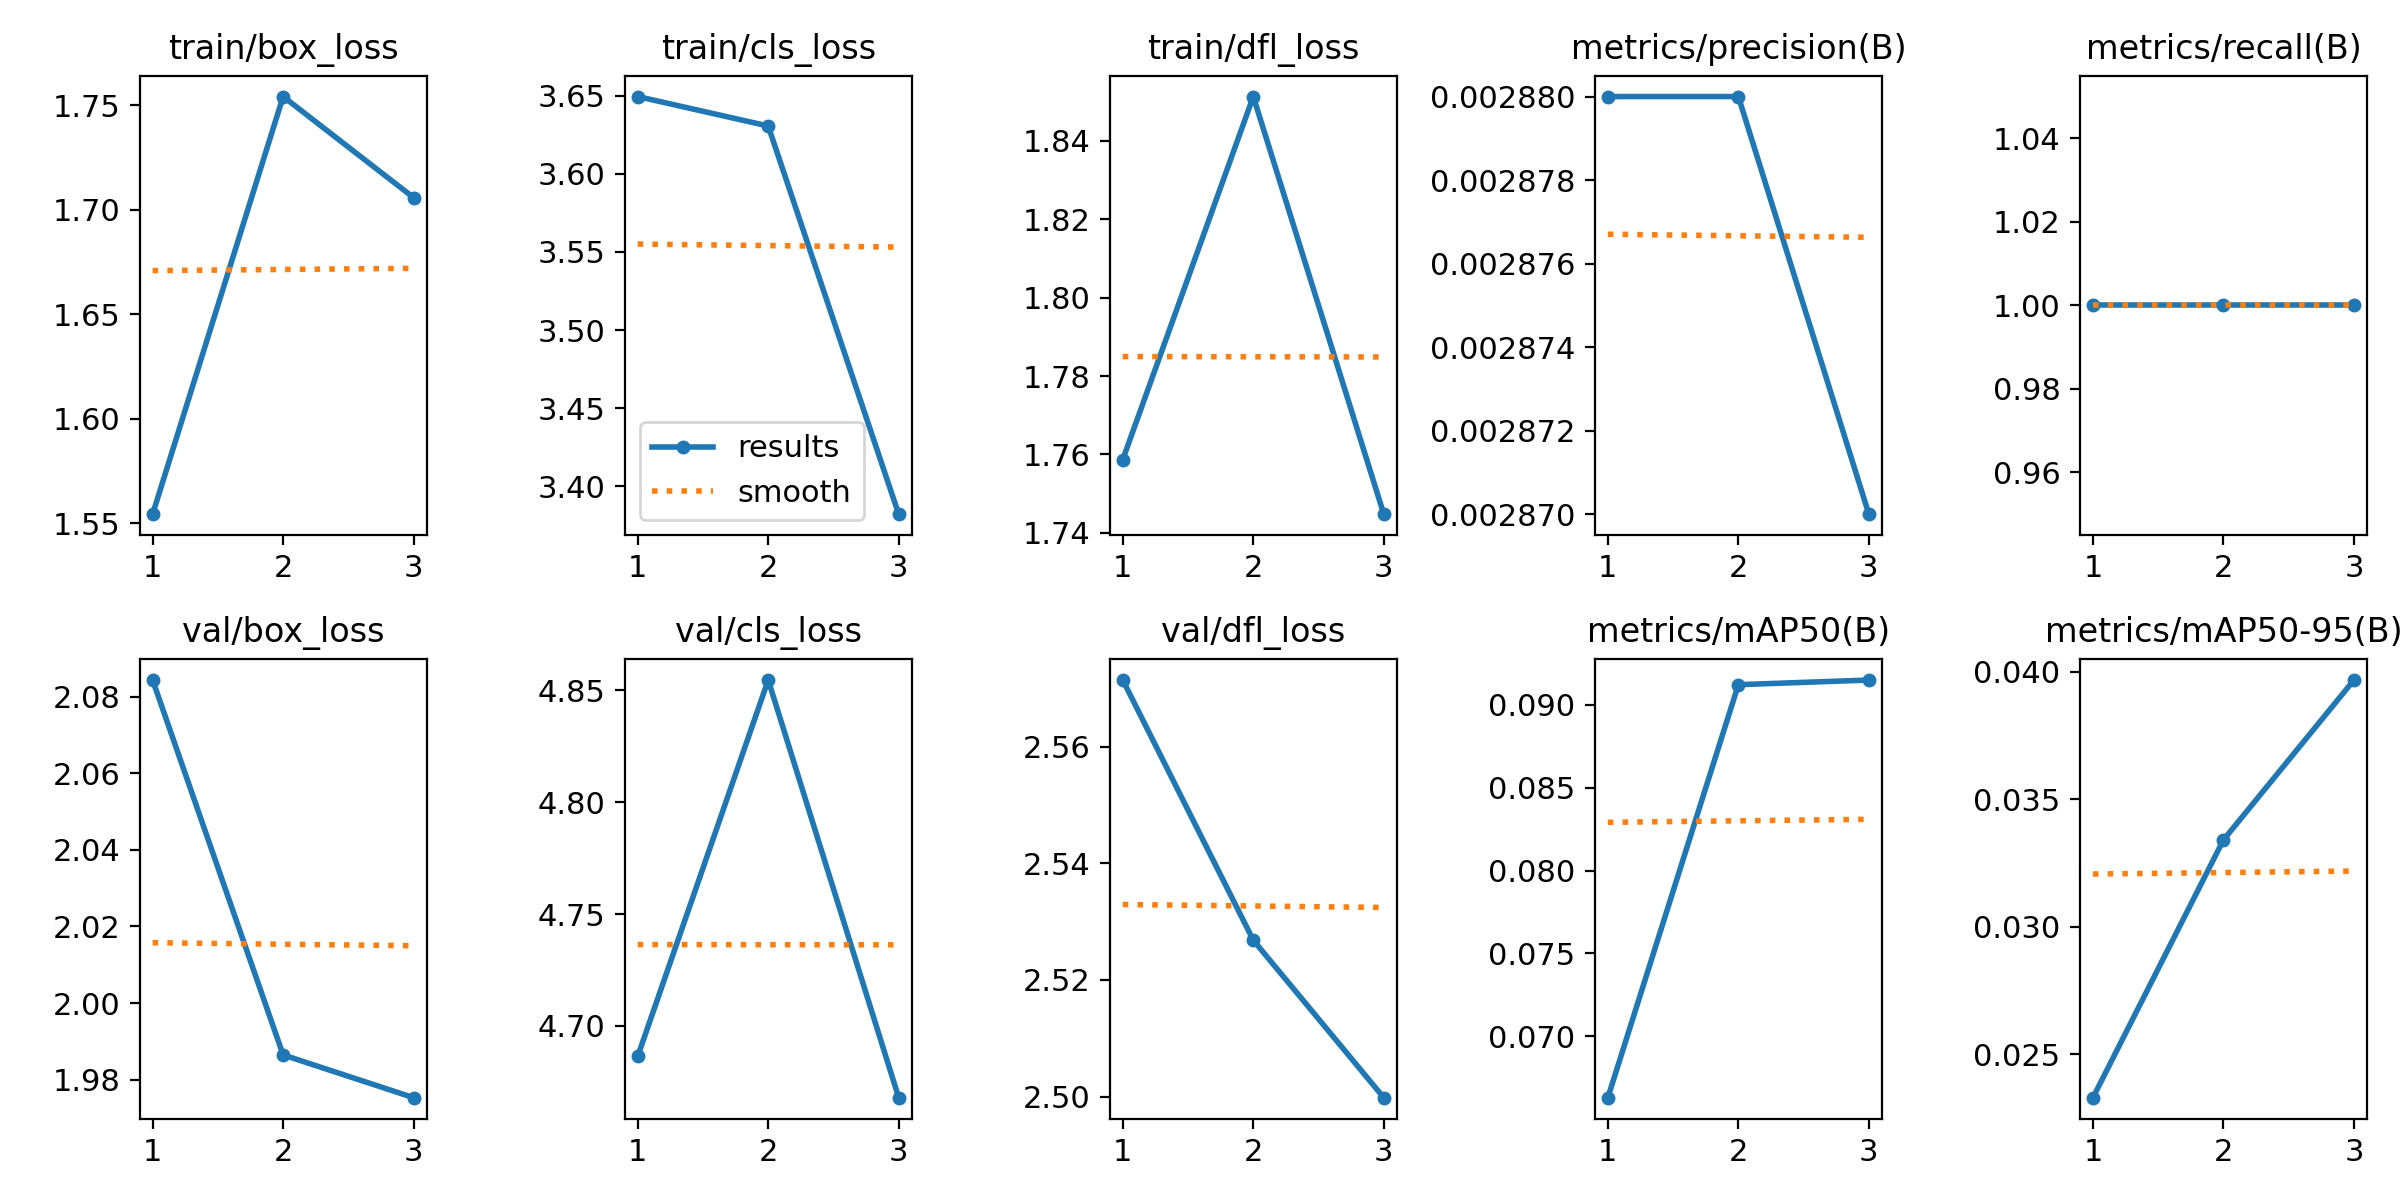 train/box_loss
1.75
1.70
1.65
1.60
1.55
1 2 3
train/cls_loss
3.65
3.60
3.55
3.50
3.45
3.40
results
smooth
1 2 3
train/dfl_loss
1.84
1.82
1.80
1.78
1.76
1.74
1 2 3
metrics/precision(B)
0.002880
0.002878
0.002876
0.002874
0.002872
0.002870
1 2 3
metrics/recall(B)
1.04
1.02
1.00
0.98
0.96
1 2 3
val/box_loss
2.08
2.06
2.04
2.02
2.00
1.98
1 2 3
val/cls_loss
4.85
4.80
4.75
4.70
1 2 3
val/dfl_loss
2.56
2.54
2.52
2.50
1 2 3
metrics/mAP50(B)
0.090
0.085
0.080
0.075
0.070
1 2 3
metrics/mAP50-95(B)
0.040
0.035
0.030
0.025
1 2 3